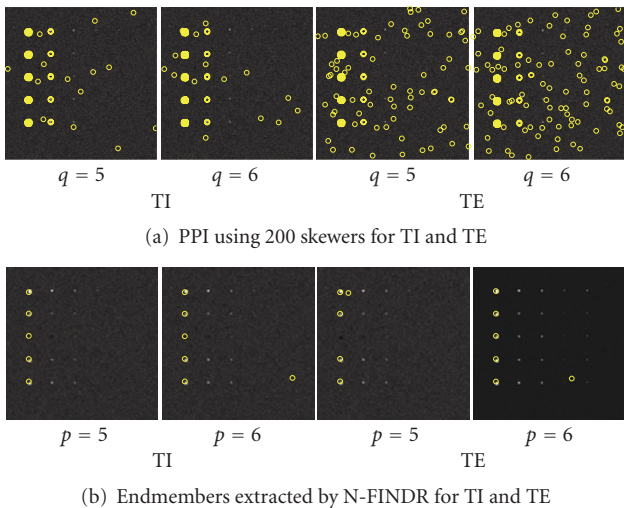 q = 5 q = 6 q = 5 q = 6
TI TE
(a) PPI using 200 skewers for TI and TE
p = 5 p = 6 p = 5 p = 6
TI TE
(b) Endmembers extracted by N-FINDR for TI and TE